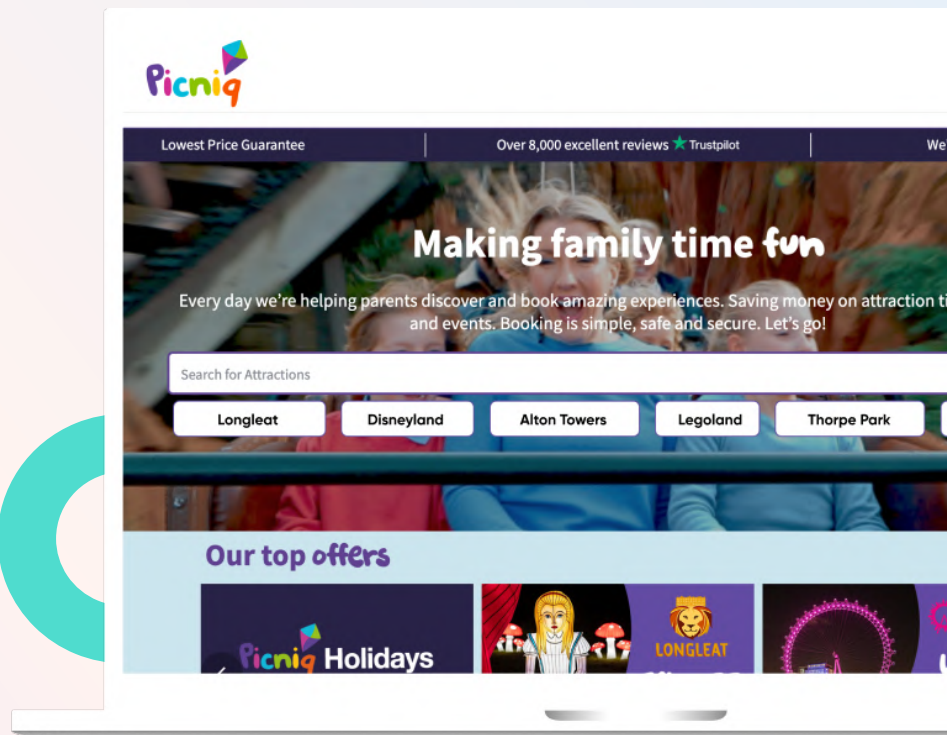 Picniq
Lowest Price Guarantee
Over 8,000 excellent reviews Trustpilot
Making family time fun
Every day we're helping parents discover and book amazing experiences. Saving money on attraction
and events. Booking is simple, safe and secure. Let's go!
Search for Attractions
Longleat
Disneyland
Alton Towers
Legoland
Thorpe Park
Our top offers
Picniq Holidays
LONGLEAT